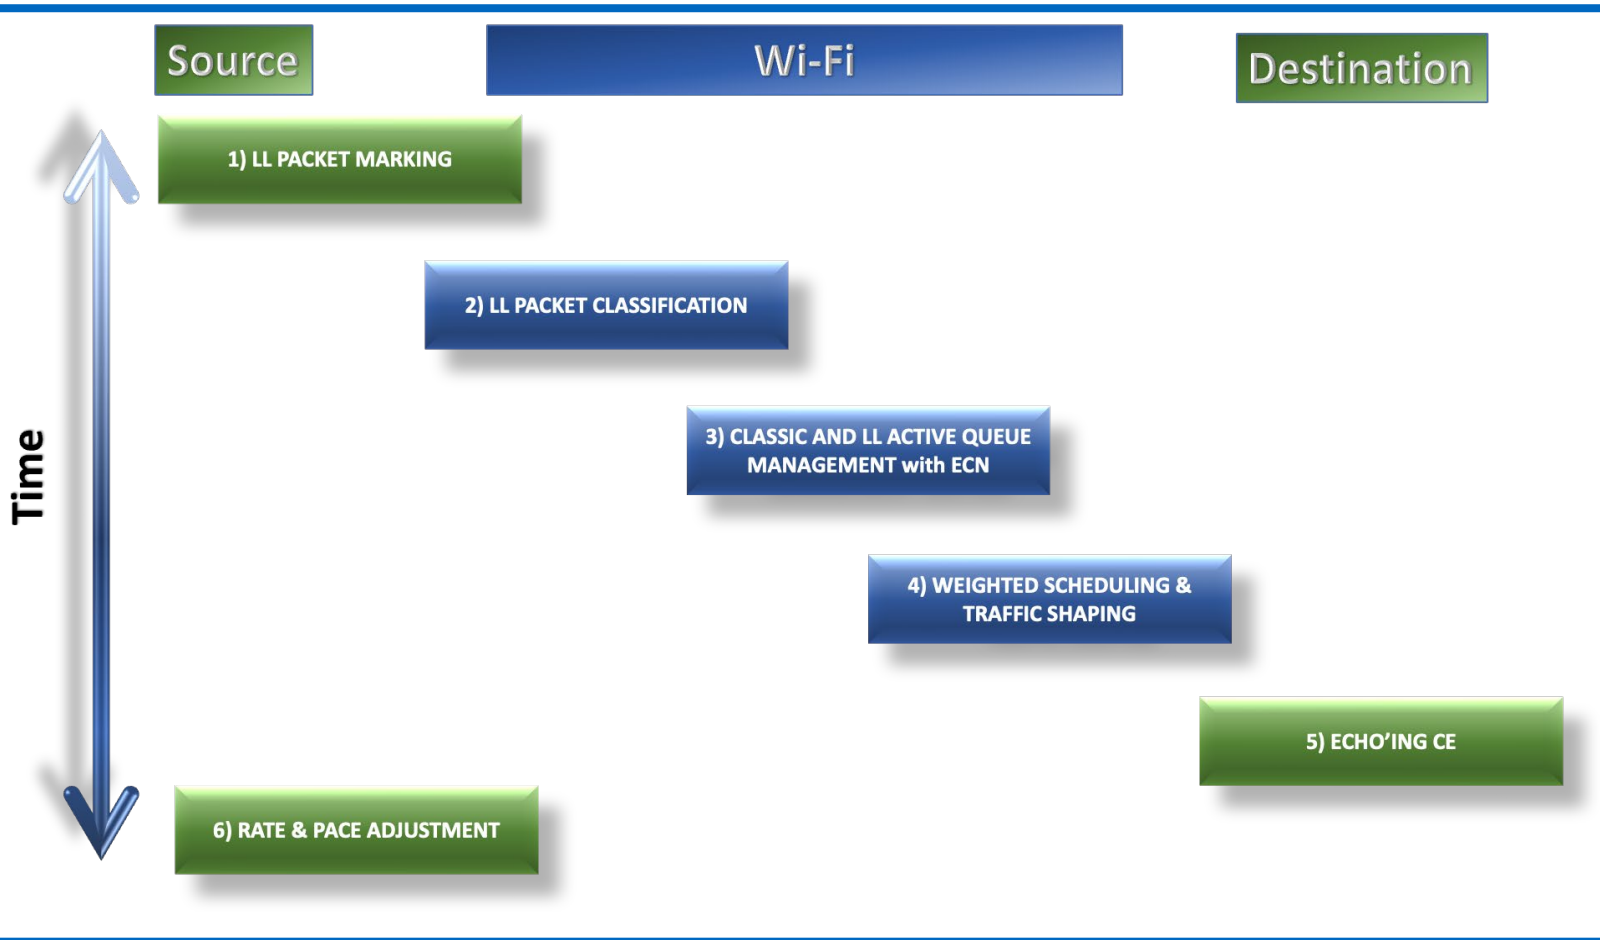 Source
Wi-Fi
Destination
1) LL PACKET MARKING
2) LL PACKET CLASSIFICATION
3) CLASSIC AND LL ACTIVE QUEUE
MANAGEMENT with ECN
4) WEIGHTED SCHEDULING &
TRAFFIC SHAPING
Time
5) ECHO’ING CE
6) RATE & PACE ADJUSTMENT